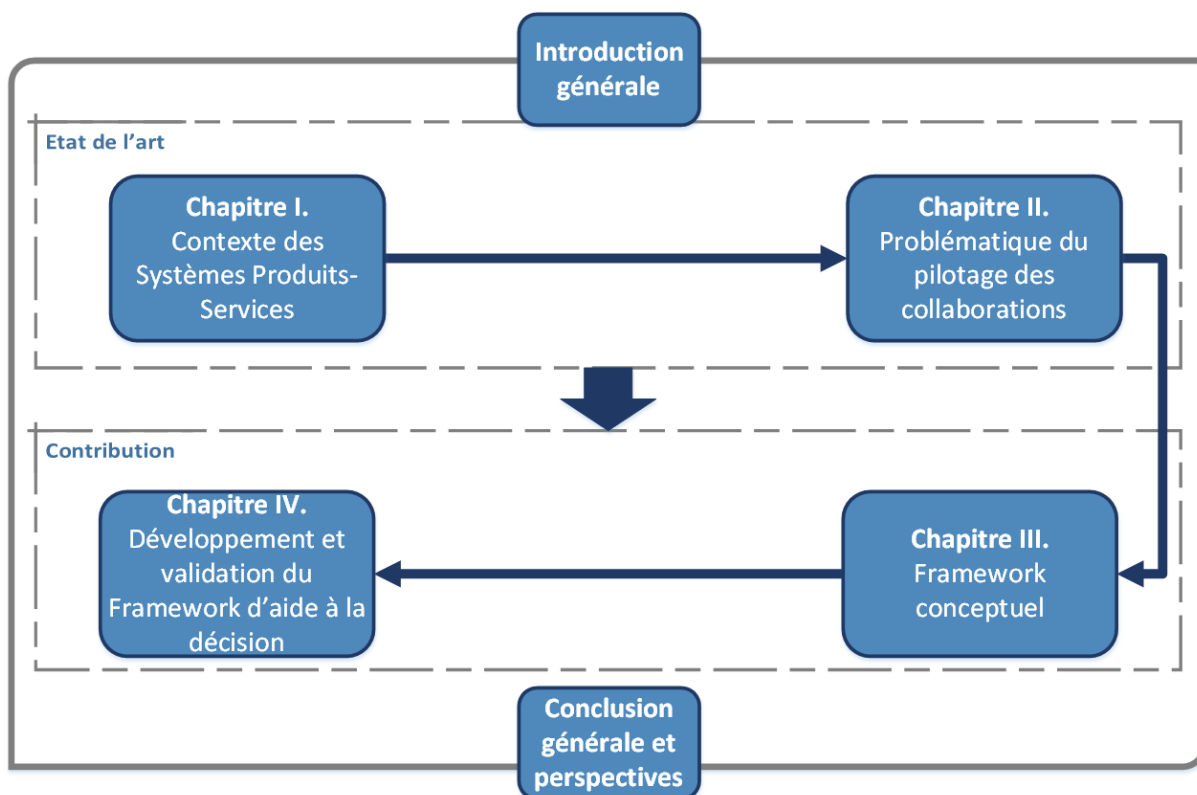 Introduction
générale
Etat de l'art
Chapitre I.
Contexte des
Systèmes Produits-
Services
Chapitre II.
Problématique du
pilotage des
collaborations
Contribution
Chapitre IV.
Développement et
validation du
Framework d'aide à la
décision
Chapitre III.
Framework
conceptuel
Conclusion
générale et
perspectives